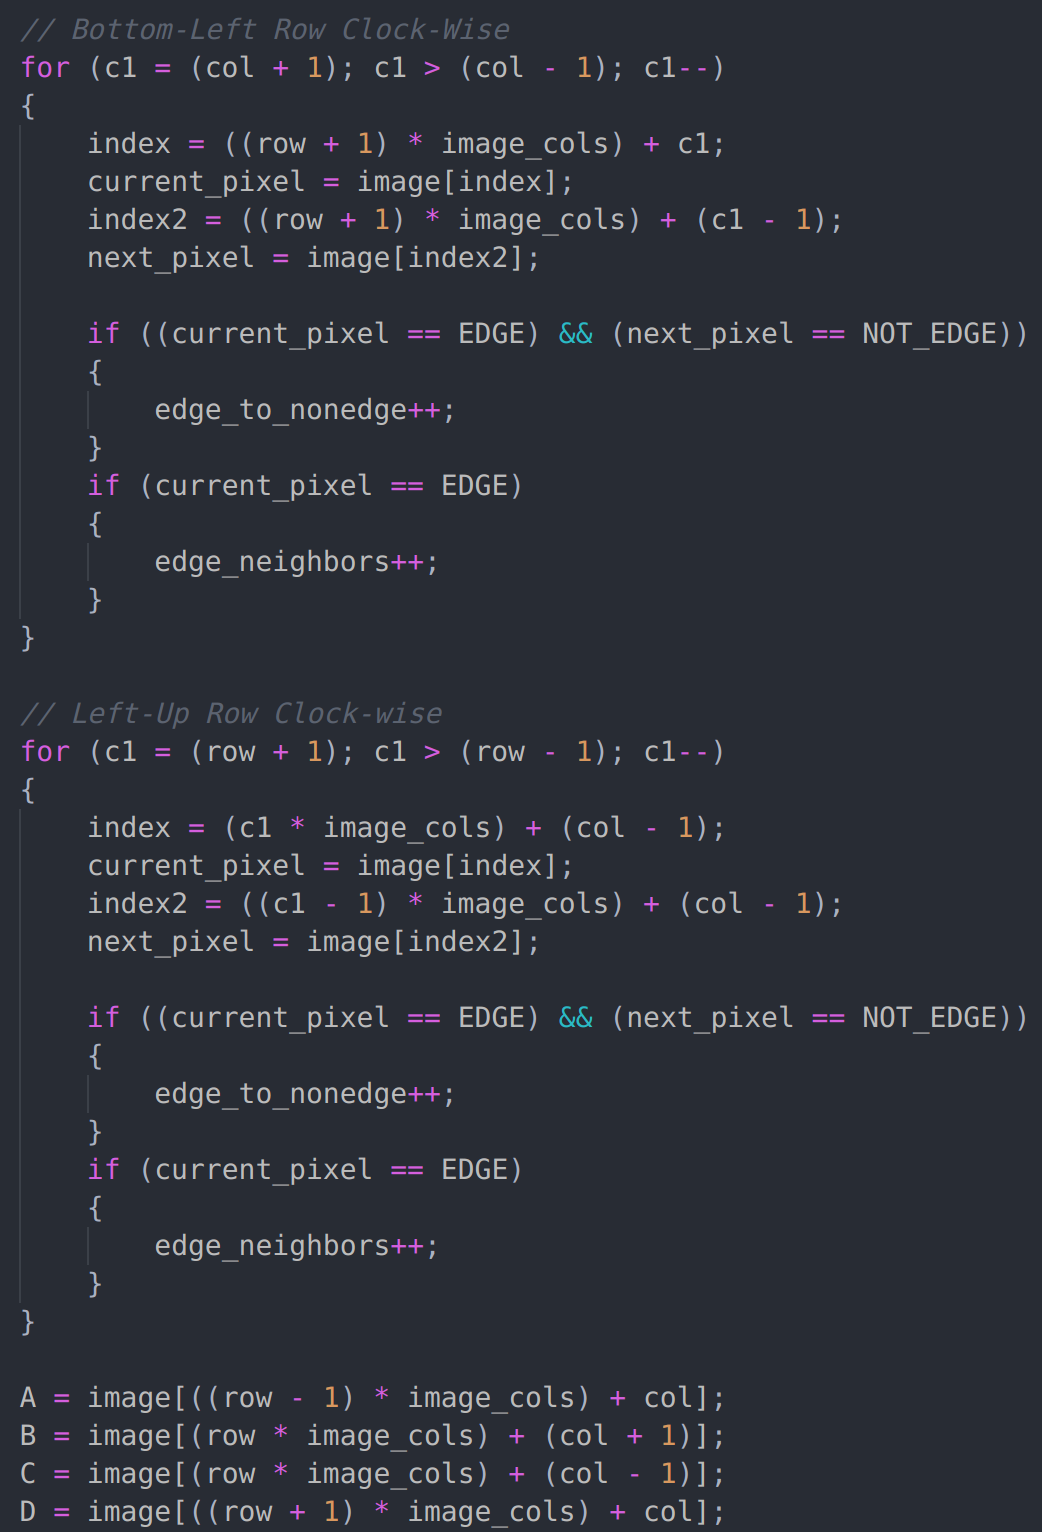 // Bottom-Left Row Clock-Wise
for (c1 = (col + 1); c1 > (col - 1); c1--)
{
    index = ((row + 1) * image_cols) + c1;
    current_pixel = image[index];
    index2 = ((row + 1) * image_cols) + (c1 - 1);
    next_pixel = image[index2];

    if ((current_pixel == EDGE) && (next_pixel == NOT_EDGE))
    {
        edge_to_nonedge++;
    }
    if (current_pixel == EDGE)
    {
        edge_neighbors++;
    }
}

// Left-Up Row Clock-wise
for (c1 = (row + 1); c1 > (row - 1); c1--)
{
    index = (c1 * image_cols) + (col - 1);
    current_pixel = image[index];
    index2 = ((c1 - 1) * image_cols) + (col - 1);
    next_pixel = image[index2];

    if ((current_pixel == EDGE) && (next_pixel == NOT_EDGE))
    {
        edge_to_nonedge++;
    }
    if (current_pixel == EDGE)
    {
        edge_neighbors++;
    }
}

A = image[((row - 1) * image_cols) + col];
B = image[(row * image_cols) + (col + 1)];
C = image[(row * image_cols) + (col - 1)];
D = image[((row + 1) * image_cols) + col];